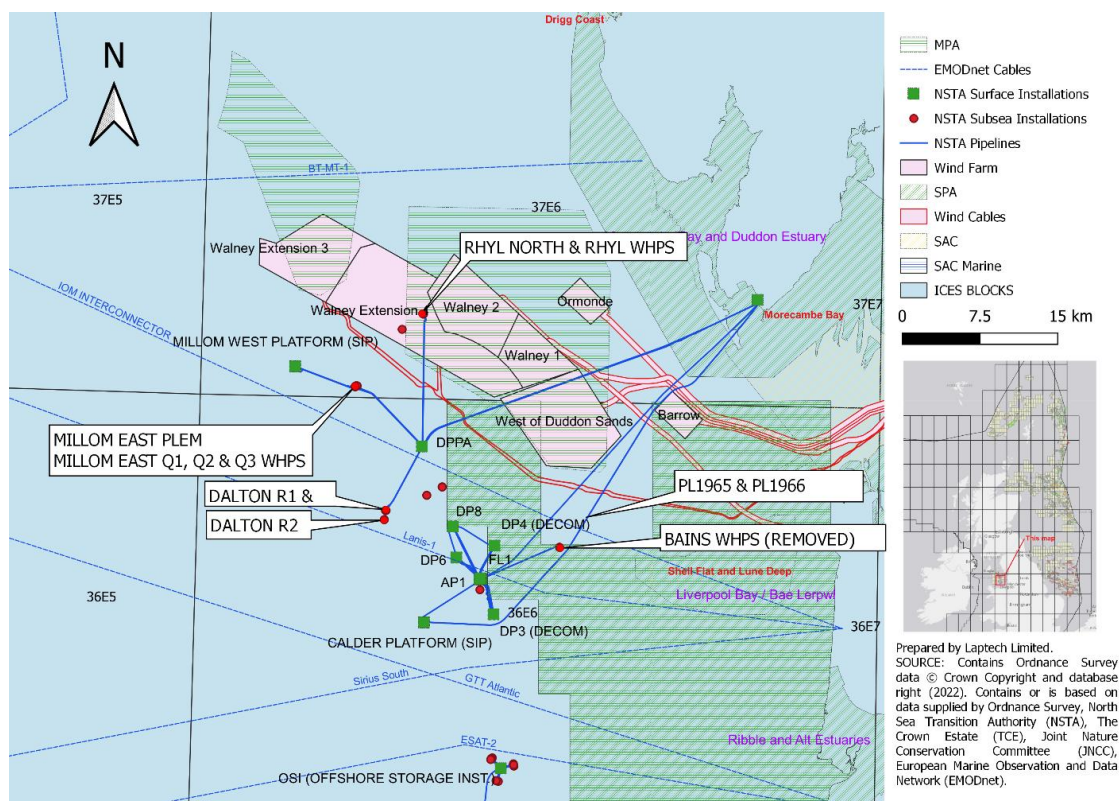 Drigg Coast
N
BT-MT-1
37E5
37E6
Walney Extension 3
RHYL NORTH & RHYL WHPS
ay and Duddon Estuary
IOM INTERCONNECTOR
Walney Extension
Walney 2
Ormonde
37E7
Morecambe Bay
MILLOM WEST PLATFORM (SIP)
Walney 1
West of Duddon Sands
Barrow
MILLOM EAST PLEM
MILLOM EAST Q1, Q2 & Q3 WHPS
DPPA
PL1965 & PL1966
DALTON R1 &
DALTON R2
DP8
DP4 (DECOM)
Lanis-1
BAINS WHPS (REMOVED)
DP6
FL1
Shell Flat and Lune Deep
AP1
Liverpool Bay / Bae Lerpwl
36E5
36E6
36E7
DP3 (DECOM)
CALDER PLATFORM (SIP)
Sirius South
GTT Atlantic
ESAT-2
Ribble and Alt Estuaries
OSI (OFFSHORE STORAGE INST.)
MPA
EMODnet Cables
NSTA Surface Installations
NSTA Subsea Installations
NSTA Pipelines
Wind Farm
SPA
Wind Cables
SAC
SAC Marine
ICES BLOCKS
0 7.5 15 km
This map
Prepared by Laptech Limited.
SOURCE: Contains Ordnance Survey
data © Crown Copyright and database
right (2022). Contains or is based on
data supplied by Ordnance Survey, North
Sea Transition Authority (NSTA), The
Crown Estate (TCE), Joint Nature
Conservation Committee (JNCC),
European Marine Observation and Data
Network (EMODnet).